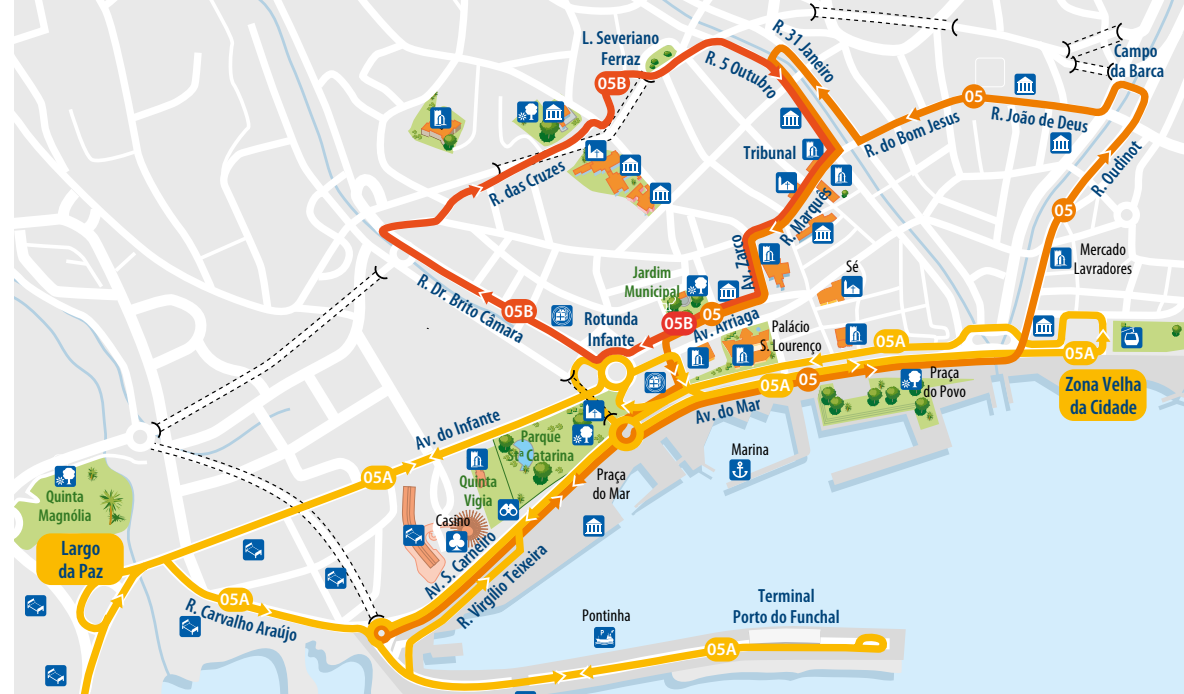 L. Severiano
Ferraz
05B
R. 5 Outubro
R. 31 Janeiro
Campo
da Barca
05
R. João de Deus
R. do Bom Jesus
R. Oudinot
05
Tribunal
R. das Cruzes
R. Marquês
Av. Zarco
Mercado
Lavradores
Sé
Jardim
Municipal
R. Dr. Brito Câmara
05B
Rotunda
Infante
05B
05
Av. Arriaga
Palácio
S. Lourenço
05A
05A
05A
05
Zona Velha
da Cidade
Praça
do Povo
Av. do Mar
Av. do Infante
Parque
Stª Catarina
Marina
05A
Quinta
Vigia
Praça
do Mar
Quinta
Magnólia
Casino
Largo
da Paz
Av. S. Carneiro
R. Virgílio Teixeira
05A
R. Carvalho Araújo
Pontinha
P
Terminal
Porto do Funchal
05A